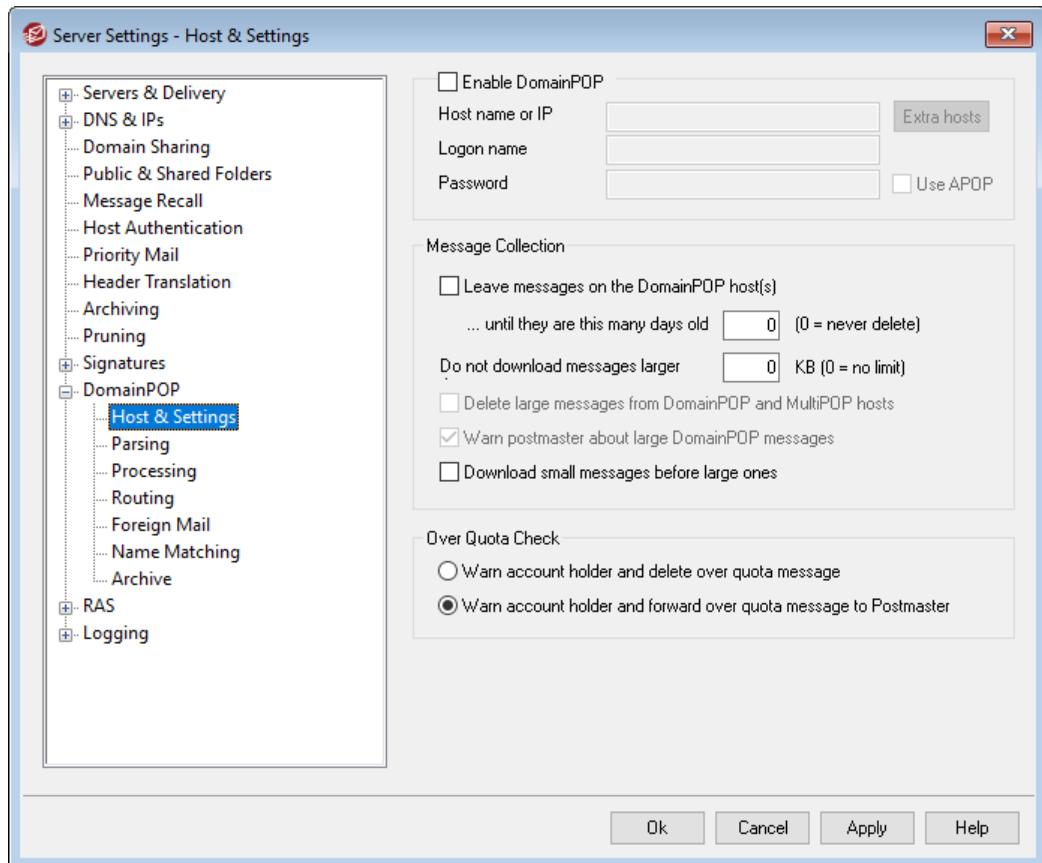 Server Settings - Host & Settings
Servers & Delivery
DNS & IPs
Domain Sharing
Public & Shared Folders
Message Recall
Host Authentication
Priority Mail
Header Translation
Archiving
Pruning
Signatures
DomainPOP
Host & Settings
Parsing
Processing
Routing
Foreign Mail
Name Matching
Archive
RAS
Logging
Enable DomainPOP
Host name or IP Extra hosts
Logon name
Password Use APOP
Message Collection
Leave messages on the DomainPOP host(s)
... until they are this many days old 0 (0 = never delete)
Do not download messages larger 0 KB (0 = no limit)
Delete large messages from DomainPOP and MultiPOP hosts
Warn postmaster about large DomainPOP messages
Download small messages before large ones
Over Quota Check
Warn account holder and delete over quota message
Warn account holder and forward over quota message to Postmaster
Ok Cancel Apply Help